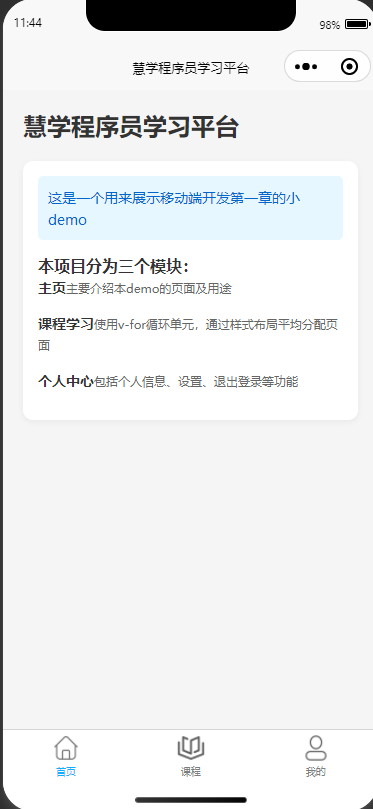 11:44
98%
慧学程序员学习平台
慧学程序员学习平台
这是一个用来展示移动端开发第一章的小
demo
本项目分为三个模块：
主页主要介绍本demo的页面及用途
课程学习使用v-for循环单元，通过样式布局平均分配页
面
个人中心包括个人信息、设置、退出登录等功能
首页
课程
我的